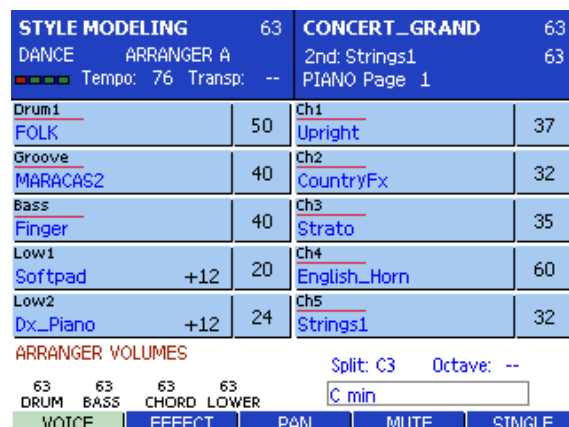 STYLE MODELING 63
DANCE ARRANGER A
Tempo: 76 Transp: --
CONCERT_GRAND 63
2nd: Strings1 63
PIANO Page 1
Drum1
FOLK 50
Groove
MARACAS2 40
Bass
Finger 40
Low1
Softpad +12 20
Low2
Dx_Piano +12 24
Ch1
Upright 37
Ch2
CountryFx 32
Ch3
Strato 35
Ch4
English_Horn 60
Ch5
Strings1 32
ARRANGER VOLUMES
63 63 63 63
DRUM BASS CHORD LOWER
Split: C3 Octave: --
C min
VOICE EFFECT PAN MUTE SINGLE